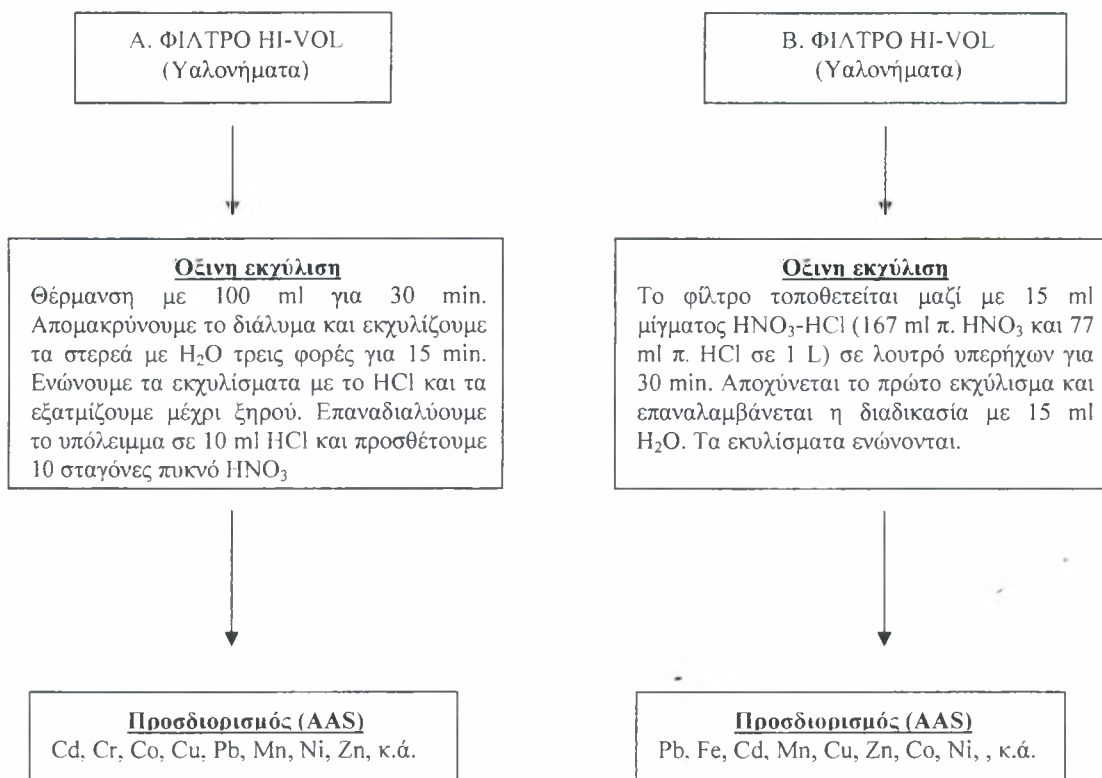 Α. ΦΙΛΤΡΟ HI-VOL
(Υαλονήματα)
Όξινη εκχύλιση
Θέρμανση με 100 ml για 30 min.
Απομακρύνουμε το διάλυμα και εκχυλίζουμε
τα στερεά με H₂O τρεις φορές για 15 min.
Ενώνουμε τα εκχυλίσματα με το HCl και τα
εξατμίζουμε μέχρι ξηρού. Επαναδιαλύουμε
το υπόλειμμα σε 10 ml HCl και προσθέτουμε
10 σταγόνες πυκνό HNO₃
Προσδιορισμός (AAS)
Cd, Cr, Co, Cu, Pb, Mn, Ni, Zn, κ.ά.
Β. ΦΙΛΤΡΟ HI-VOL
(Υαλονήματα)
Όξινη εκχύλιση
Το φίλτρο τοποθετείται μαζί με 15 ml
μίγματος HNO₃-HCl (167 ml π. HNO₃ και 77
ml π. HCl σε 1 L) σε λουτρό υπερήχων για
30 min. Αποχύνεται το πρώτο εκχύλισμα και
επαναλαμβάνεται η διαδικασία με 15 ml
H₂O. Τα εκυλίσματα ενώνονται.
Προσδιορισμός (AAS)
Pb, Fe, Cd, Mn, Cu, Zn, Co, Ni, , κ.ά.